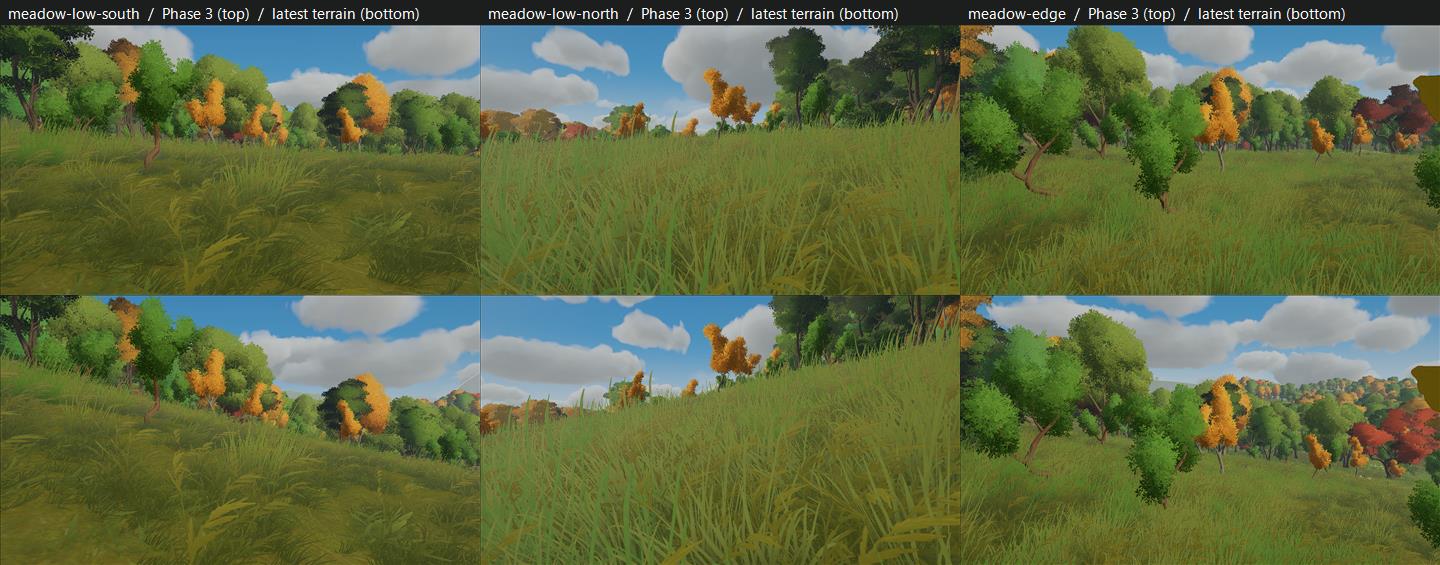 meadow-low-south / Phase 3 (top) / latest terrain (bottom)
meadow-low-north / Phase 3 (top) / latest terrain (bottom)
meadow-edge / Phase 3 (top) / latest terrain (bottom)